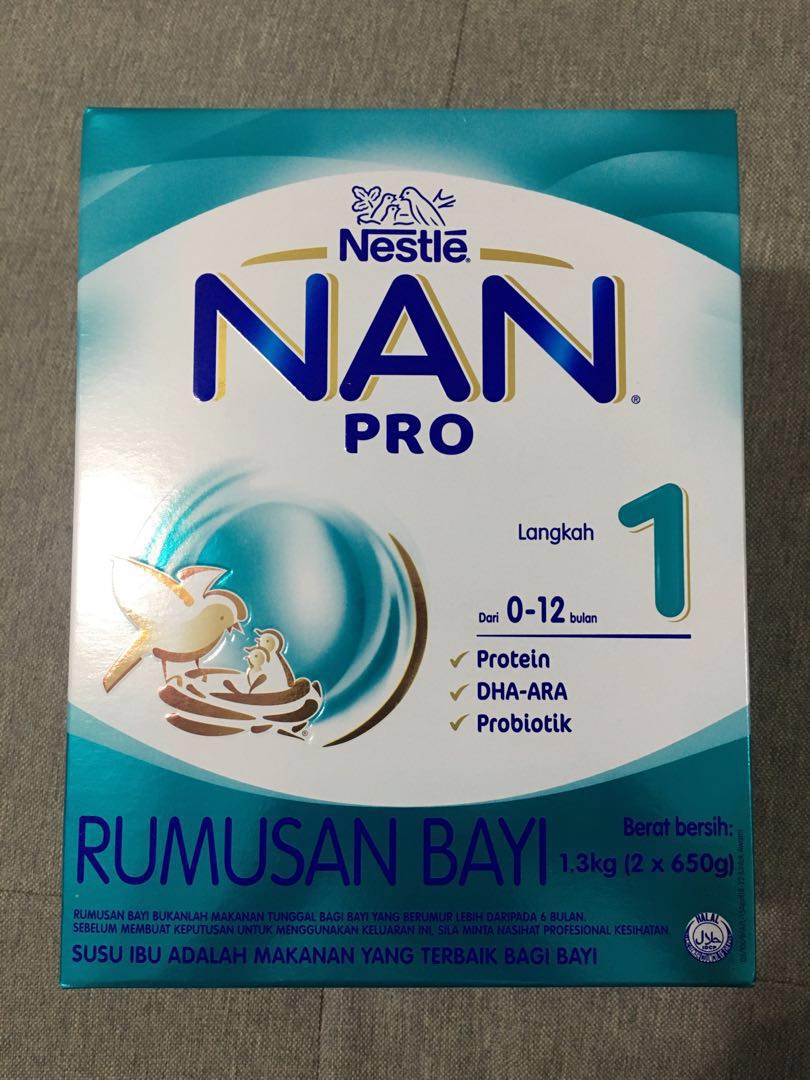 Nestlé®
NAN®
PRO
Langkah 1
Dari 0-12 bulan
✓ Protein
✓ DHA-ARA
✓ Probiotik
RUMUSAN BAYI
Berat bersih:
1.3kg (2 x 650g)
RUMUSAN BAYI BUKANLAH MAKANAN TUNGGAL BAGI BAYI YANG BERUMUR LEBIH DARIPADA 6 BULAN.
SEBELUM MEMBUAT KEPUTUSAN UNTUK MENGGUNAKAN KELUARAN INI, SILA MINTA NASIHAT PROFESIONAL KESIHATAN.
SUSU IBU ADALAH MAKANAN YANG TERBAIK BAGI BAYI
HALAL
حلال